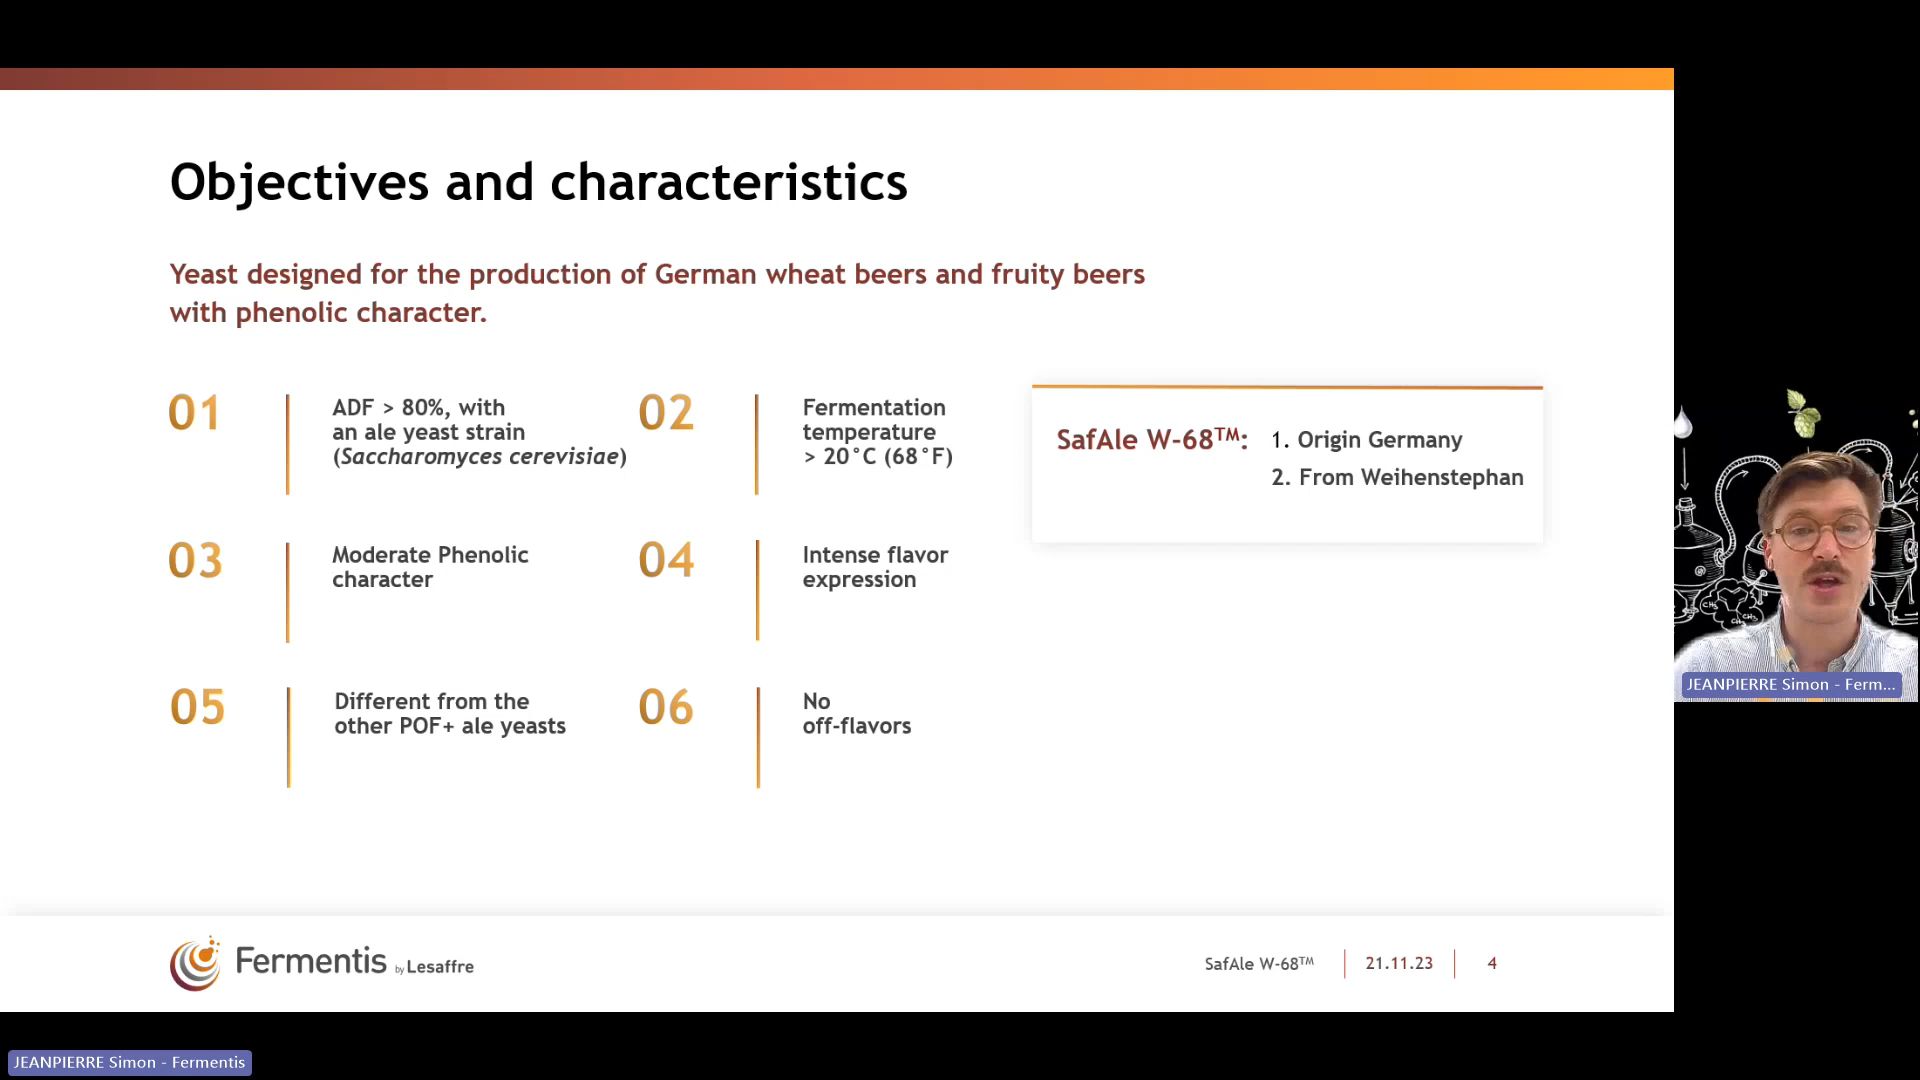 Objectives and characteristics
Yeast designed for the production of German wheat beers and fruity beers
with phenolic character.
01
ADF > 80%, with
an ale yeast strain
(Saccharomyces cerevisiae)
02
Fermentation
temperature
> 20°C (68°F)
03
Moderate Phenolic
character
04
Intense flavor
expression
05
Different from the
other POF+ ale yeasts
06
No
off-flavors
SafAle W-68™:
1. Origin Germany
2. From Weihenstephan
CH₃
CH₃
CH₃
JEANPIERRE Simon - Ferm...
Fermentis by Lesaffre
SafAle W-68™
21.11.23
4
JEANPIERRE Simon - Fermentis